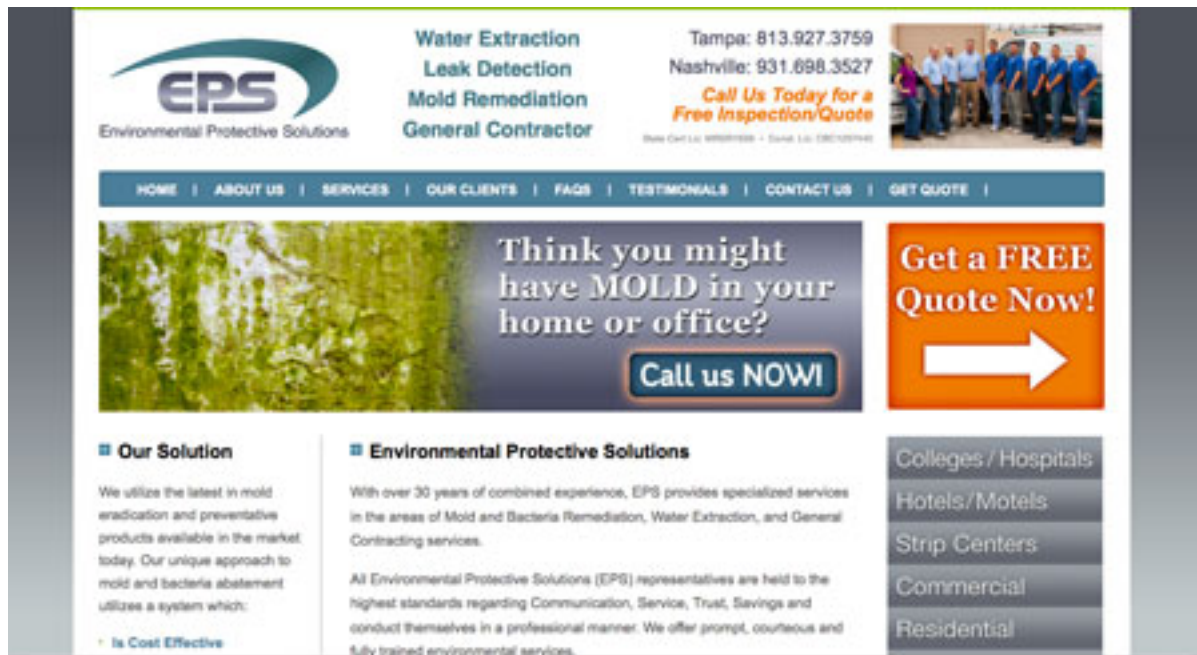 EPS
Environmental Protective Solutions
Water Extraction
Leak Detection
Mold Remediation
General Contractor
Tampa: 813.927.3759
Nashville: 931.698.3527
Call Us Today for a
Free Inspection/Quote
HOME | ABOUT US | SERVICES | OUR CLIENTS | FAQS | TESTIMONIALS | CONTACT US | GET QUOTE |
Think you might
have MOLD in your
home or office?
Call us NOW!
Get a FREE
Quote Now!
Our Solution
We utilize the latest in mold
eradication and preventative
products available in the market
today. Our unique approach to
mold and bacteria abatement
utilizes a system which:
Is Cost Effective
Environmental Protective Solutions
With over 30 years of combined experience, EPS provides specialized services
in the areas of Mold and Bacteria Remediation, Water Extraction, and General
Contracting services.
All Environmental Protective Solutions (EPS) representatives are held to the
highest standards regarding Communication, Service, Trust, Savings and
conduct themselves in a professional manner. We offer prompt, courteous and
fully trained environmental services.
Colleges / Hospitals
Hotels/Motels
Strip Centers
Commercial
Residential